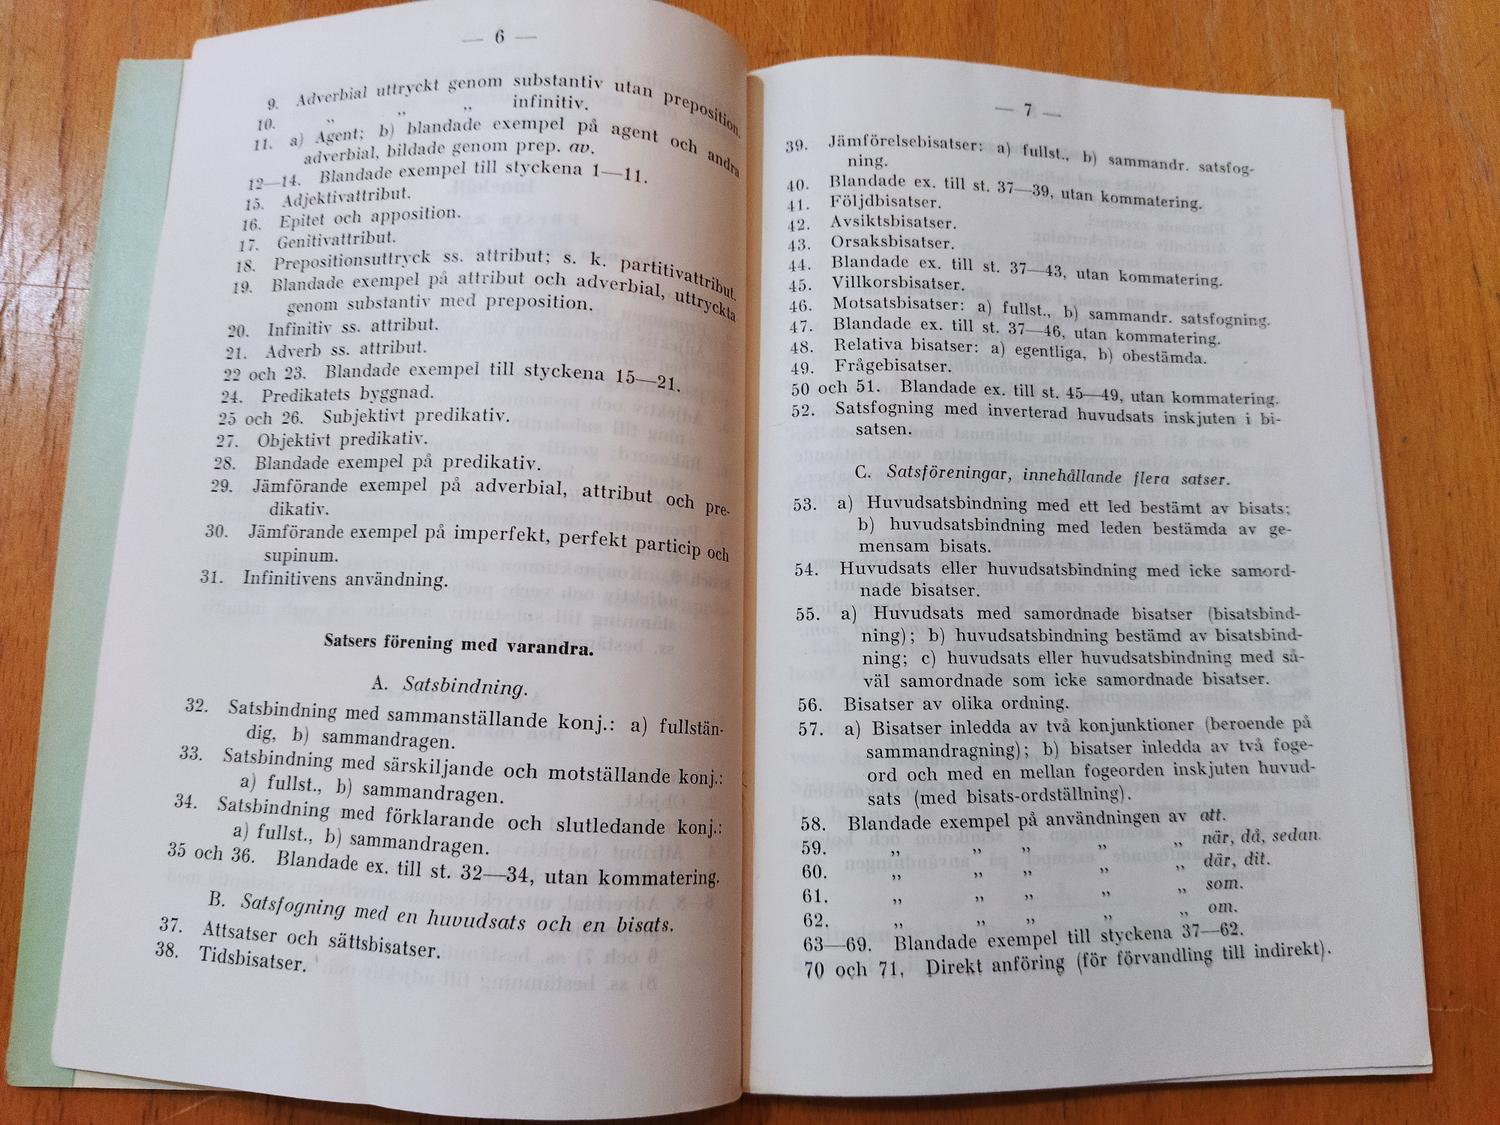 — 6 —
9. Adverbial uttryckt genom substantiv utan preposition.
10. „ „ „ infinitiv.
11. a) Agent; b) blandade exempel på agent och andra
adverbial, bildade genom prep. av.
12—14. Blandade exempel till styckena 1—11.
15. Adjektivattribut.
16. Epitet och apposition.
17. Genitivattribut.
18. Prepositionsuttryck ss. attribut; s. k. partitivattribut.
19. Blandade exempel på attribut och adverbial, uttryckta
genom substantiv med preposition.
20. Infinitiv ss. attribut.
21. Adverb ss. attribut.
22 och 23. Blandade exempel till styckena 15—21.
24. Predikatets byggnad.
25 och 26. Subjektivt predikativ.
27. Objektivt predikativ.
28. Blandade exempel på predikativ.
29. Jämförande exempel på adverbial, attribut och pre-
dikativ.
30. Jämförande exempel på imperfekt, perfekt particip och
supinum.
31. Infinitivens användning.
Satsers förening med varandra.
A. Satsbindning.
32. Satsbindning med sammanställande konj.: a) fullstän-
dig, b) sammandragen.
33. Satsbindning med särskiljande och motställande konj.:
a) fullst., b) sammandragen.
34. Satsbindning med förklarande och slutledande konj.:
a) fullst., b) sammandragen.
35 och 36. Blandade ex. till st. 32—34, utan kommatering.
B. Satsfogning med en huvudsats och en bisats.
37. Attsatser och sättsbisatser.
38. Tidsbisatser.
— 7 —
39. Jämförelsebisatser: a) fullst., b) sammandr. satsfog-
ning.
40. Blandade ex. till st. 37—39, utan kommatering.
41. Följdbisatser.
42. Avsiktsbisatser.
43. Orsaksbisatser.
44. Blandade ex. till st. 37—43, utan kommatering.
45. Villkorsbisatser.
46. Motsatsbisatser: a) fullst., b) sammandr. satsfogning.
47. Blandade ex. till st. 37—46, utan kommatering.
48. Relativa bisatser: a) egentliga, b) obestämda.
49. Frågebisatser.
50 och 51. Blandade ex. till st. 45—49, utan kommatering.
52. Satsfogning med inverterad huvudsats inskjuten i bi-
satsen.
C. Satsföreningar, innehållande flera satser.
53. a) Huvudsatsbindning med ett led bestämt av bisats;
b) huvudsatsbindning med leden bestämda av ge-
mensam bisats.
54. Huvudsats eller huvudsatsbindning med icke samord-
nade bisatser.
55. a) Huvudsats med samordnade bisatser (bisatsbind-
ning); b) huvudsatsbindning bestämd av bisatsbind-
ning; c) huvudsats eller huvudsatsbindning med så-
väl samordnade som icke samordnade bisatser.
56. Bisatser av olika ordning.
57. a) Bisatser inledda av två konjunktioner (beroende på
sammandragning); b) bisatser inledda av två foge-
ord och med en mellan fogeorden inskjuten huvud-
sats (med bisats-ordställning).
58. Blandade exempel på användningen av att.
59. „ „ „ „ „ när, då, sedan.
60. „ „ „ „ „ där, dit.
61. „ „ „ „ „ som.
62. „ „ „ „ „ om.
63—69. Blandade exempel till styckena 37—62.
70 och 71. Direkt anföring (för förvandling till indirekt).